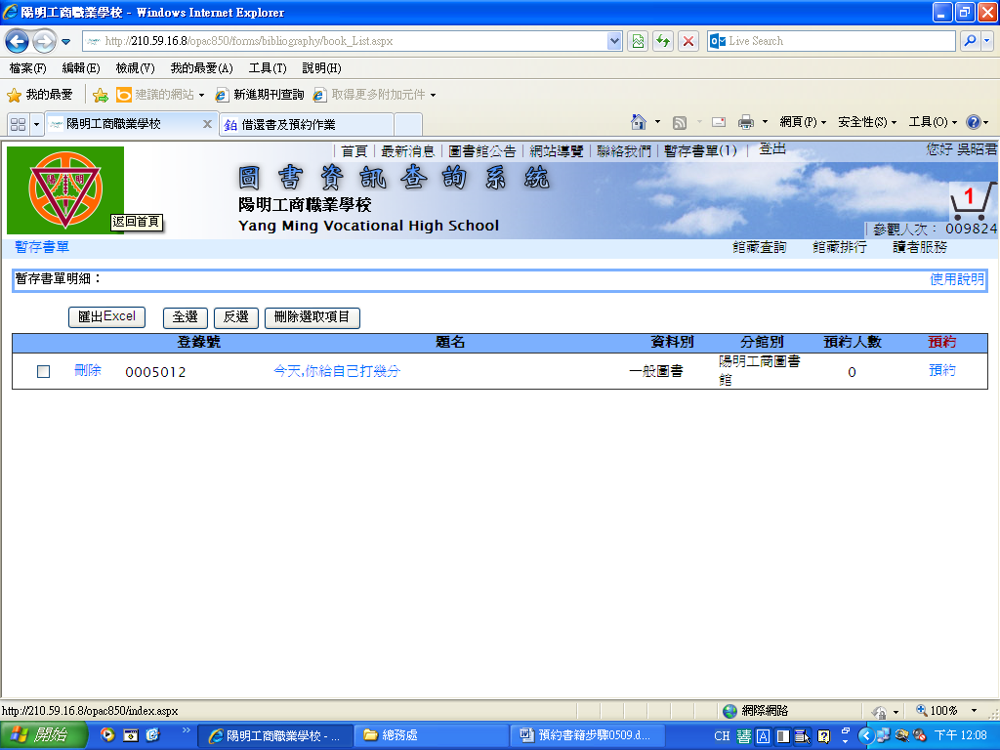 陽明工商職業學校 - Windows Internet Explorer
http://210.59.16.8/opac850/forms/bibliography/book_List.aspx
Live Search
檔案(F) 編輯(E) 檢視(V) 我的最愛(A) 工具(T) 說明(H)
我的最愛 建議的網站 新進期刊查詢 取得更多附加元件
陽明工商職業學校 X 借還書及預約作業 網頁(P) 安全性(S) 工具(O)
| 首頁 | 最新消息 | 圖書館公告 | 網站導覽 | 聯絡我們 | 暫存書單(1) | 登出 您好 吳昭君
圖書資訊查詢系統
陽明工商職業學校
Yang Ming Vocational High School
返回首頁
1
| 參觀人次： 009824
暫存書單 館藏查詢 館藏排行 讀者服務
暫存書單明細： 使用說明
匯出Excel 全選 反選 刪除選取項目
登錄號 題名 資料別 分館別 預約人數 預約
刪除 0005012 今天,你給自己打幾分 一般圖書 陽明工商圖書館 0 預約
http://210.59.16.8/opac850/index.aspx 網際網路 100%
開始 陽明工商職業學校 - ... 總務處 預約書籍步驟0509.d... CH 下午 12:08